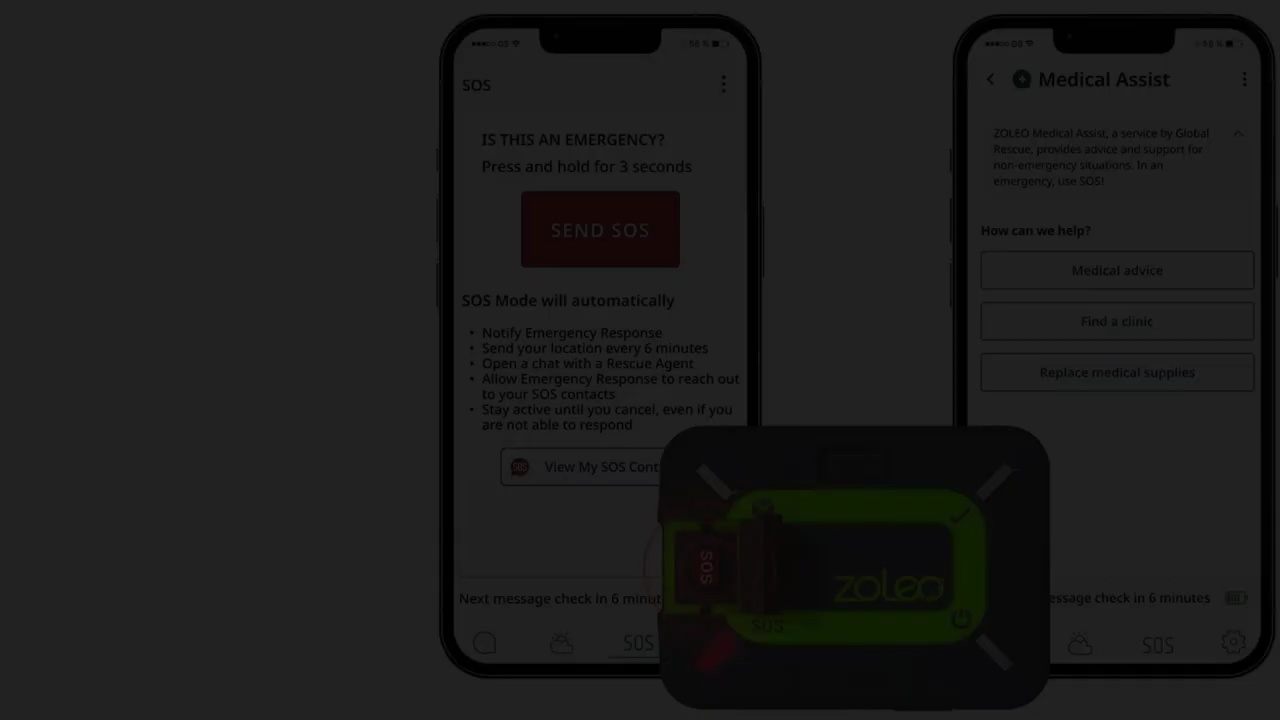 SOS
IS THIS AN EMERGENCY?
Press and hold for 3 seconds
SEND SOS
SOS Mode will automatically
• Notify Emergency Response
• Send your location every 6 minutes
• Open a chat with a Rescue Agent
• Allow Emergency Response to reach out
to your SOS contacts
• Stay active until you cancel, even if you
are not able to respond
SOS View My SOS
Next message check in 6
SOS
Medical Assist
ZOLEO Medical Assist, a service by Global
Rescue, provides advice and support for
non-emergency situations. In an
emergency, use SOS!
How can we help?
Medical advice
Find a clinic
Replace medical supplies
check in 6 minutes
SOS
SOS
zoleo
SOS